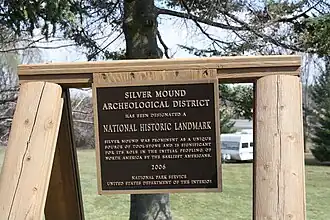 SILVER MOUND
ARCHEOLOGICAL DISTRICT
HAS BEEN DESIGNATED A
NATIONAL HISTORIC LANDMARK
SILVER MOUND WAS PROMINENT AS A UNIQUE
SOURCE OF TOOLSTONE AND IS SIGNIFICANT
FOR ITS ROLE IN THE INITIAL PEOPLING OF
NORTH AMERICA BY THE EARLIEST AMERICANS.
2006
NATIONAL PARK SERVICE
UNITED STATES DEPARTMENT OF THE INTERIOR